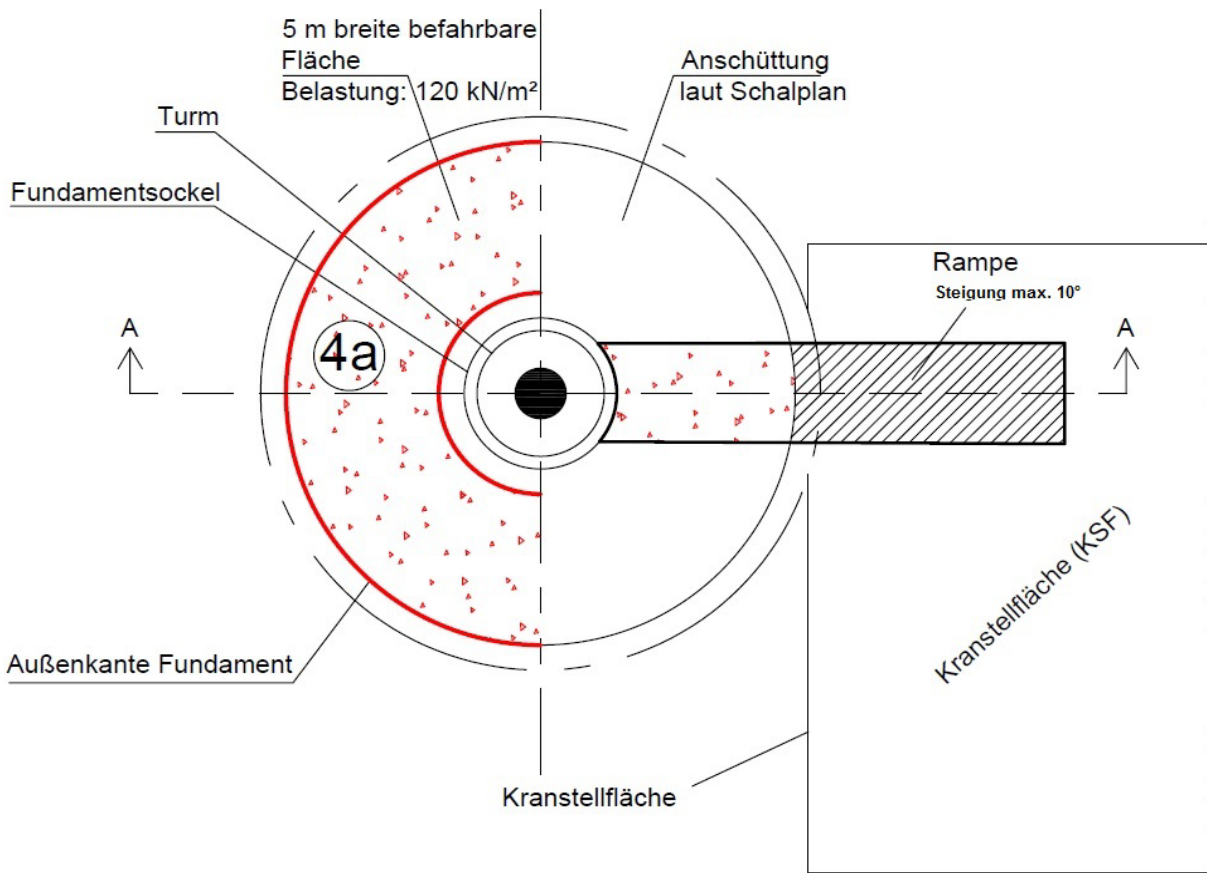 5 m breite befahrbare
Fläche
Belastung: 120 kN/m²
Anschüttung
laut Schalplan
Turm
Fundamentsockel
Rampe
Steigung max. 10°
A
A
4a
Kranstellfläche (KSF)
Außenkante Fundament
Kranstellfläche